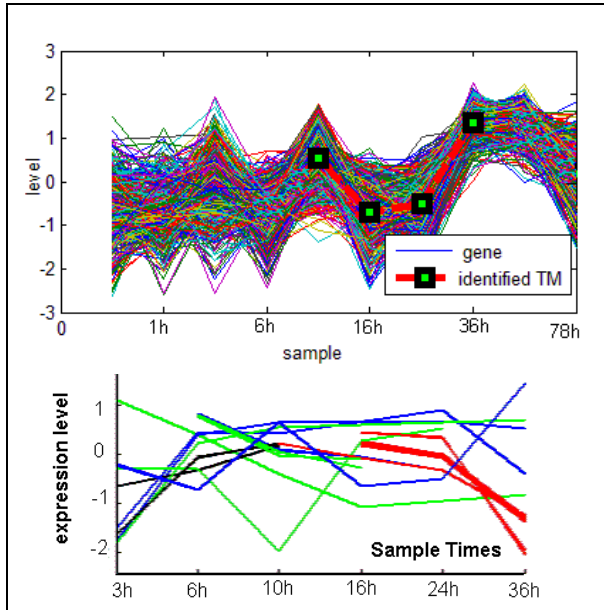 3
2
1
0
-1
-2
-3
level
gene
identified TM
0 1h 6h 16h 36h 78h
sample
1
0
-1
-2
expression level
Sample Times
3h 6h 10h 16h 24h 36h